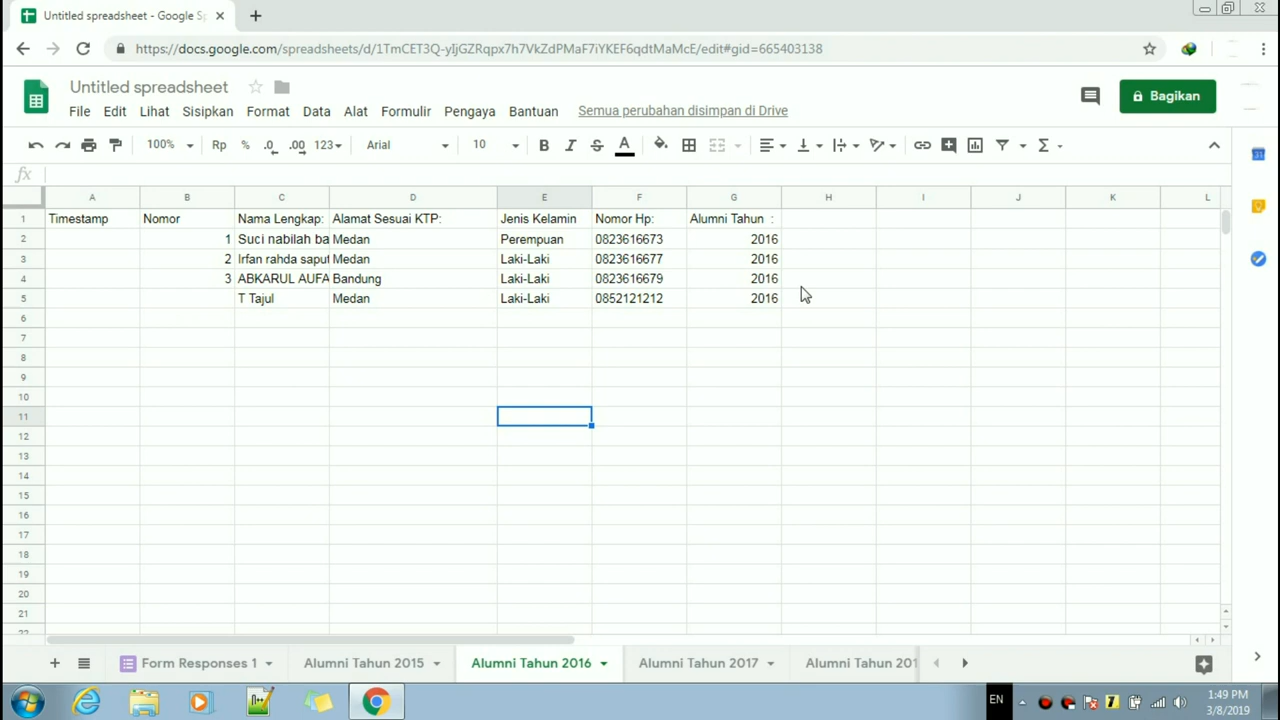 Untitled spreadsheet - Google Sp
https://docs.google.com/spreadsheets/d/1TmCET3Q-yIjGZRqpx7h7VkZdPMaF7iYKEF6qdtMaMcE/edit#gid=665403138
Untitled spreadsheet
File Edit Lihat Sisipkan Format Data Alat Formulir Pengaya Bantuan Semua perubahan disimpan di Drive
Bagikan
100% Rp % .0 .00 123 Arial 10 B I S A Σ
fx
A B C D E F G H I J K L
1 Timestamp Nomor Nama Lengkap: Alamat Sesuai KTP: Jenis Kelamin Nomor Hp: Alumni Tahun :
2 1 Suci nabilah ba Medan Perempuan 0823616673 2016
3 2 Irfan rahda saput Medan Laki-Laki 0823616677 2016
4 3 ABKARUL AUFA Bandung Laki-Laki 0823616679 2016
5 T Tajul Medan Laki-Laki 0852121212 2016
6
7
8
9
10
11
12
13
14
15
16
17
18
19
20
21
22
Form Responses 1 Alumni Tahun 2015 Alumni Tahun 2016 Alumni Tahun 2017 Alumni Tahun 201
EN 1:49 PM
3/8/2019